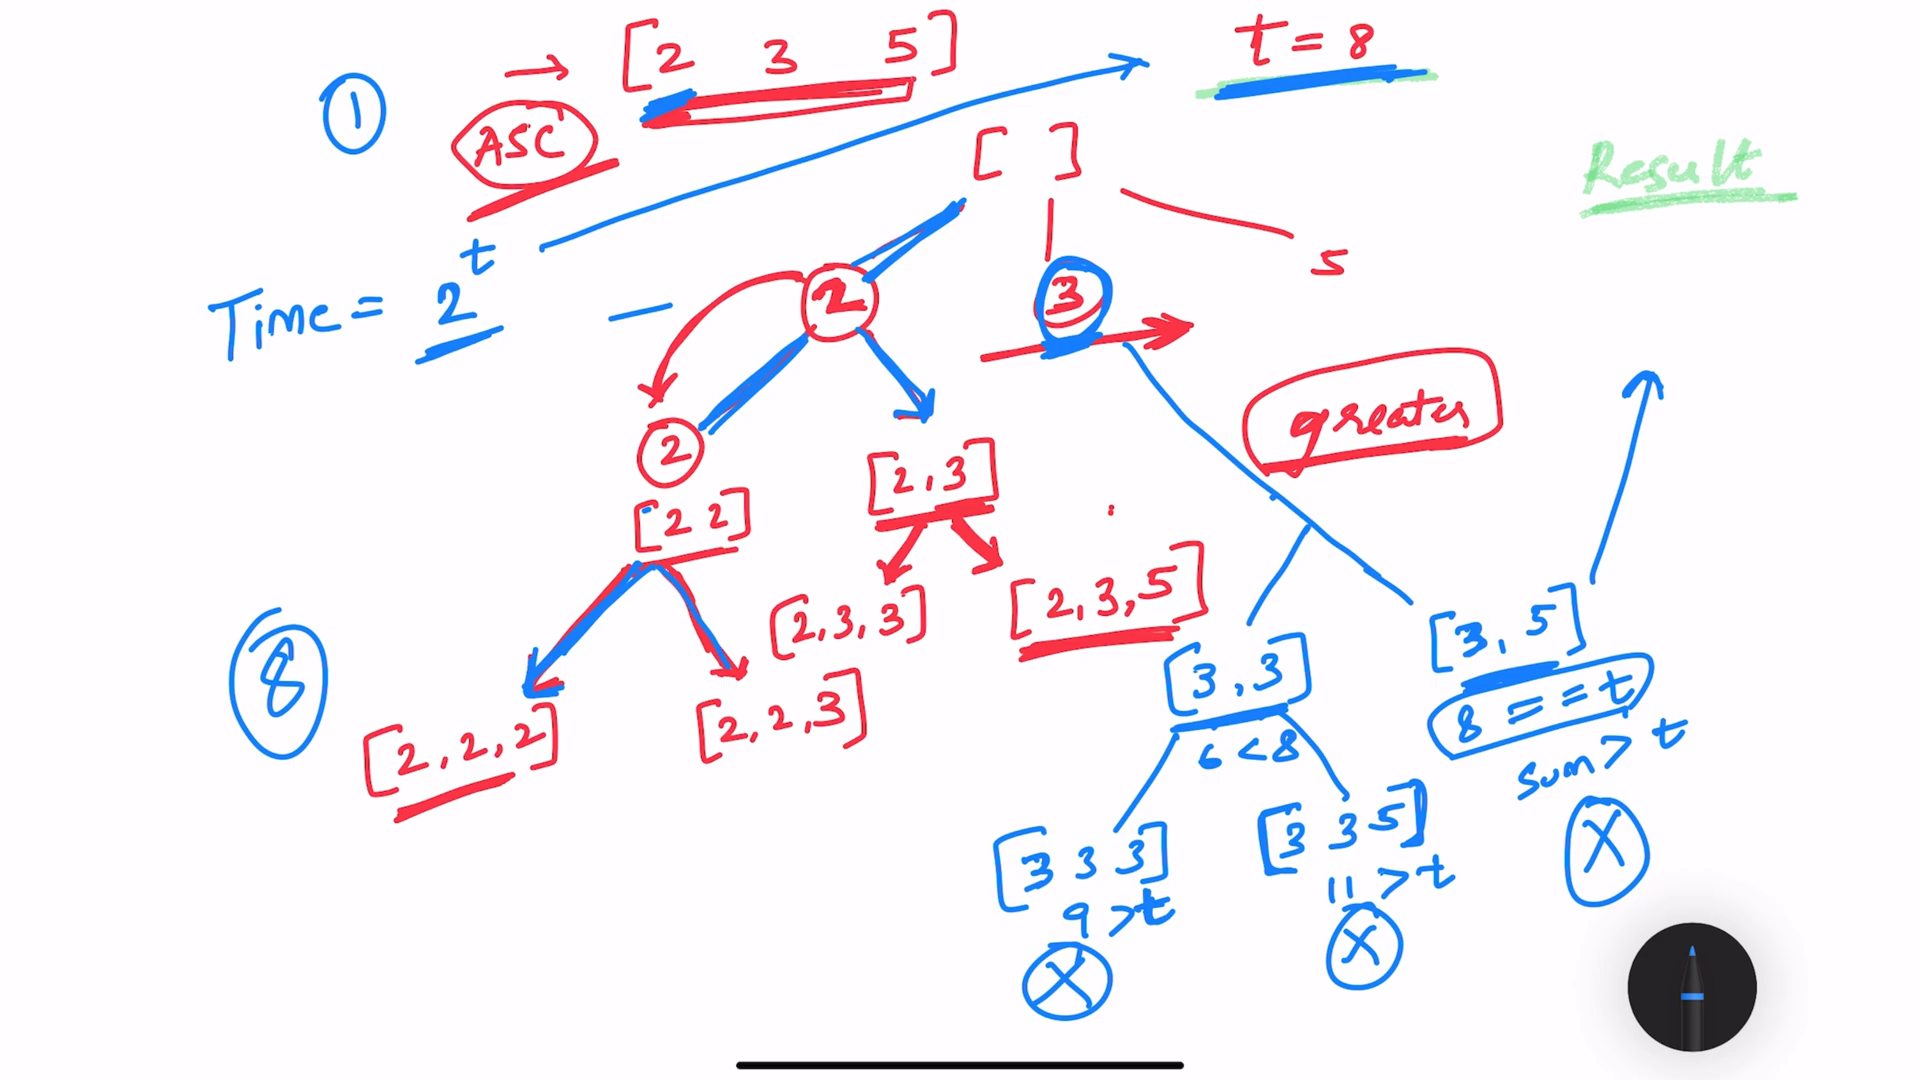 [2 3 5]
t = 8
①
ASC
[ ]
Result
Time = 2^t
2
3
5
greater
2
[2, 3]
[2 2]
[2, 3, 3]
[2, 3, 5]
[3, 5]
8
[3, 3]
8 = = t
[2, 2, 2]
[2, 2, 3]
6 < 8
sum > t
X
[3 3 3]
[3 3 5]
9 > t
11 > t
X
X